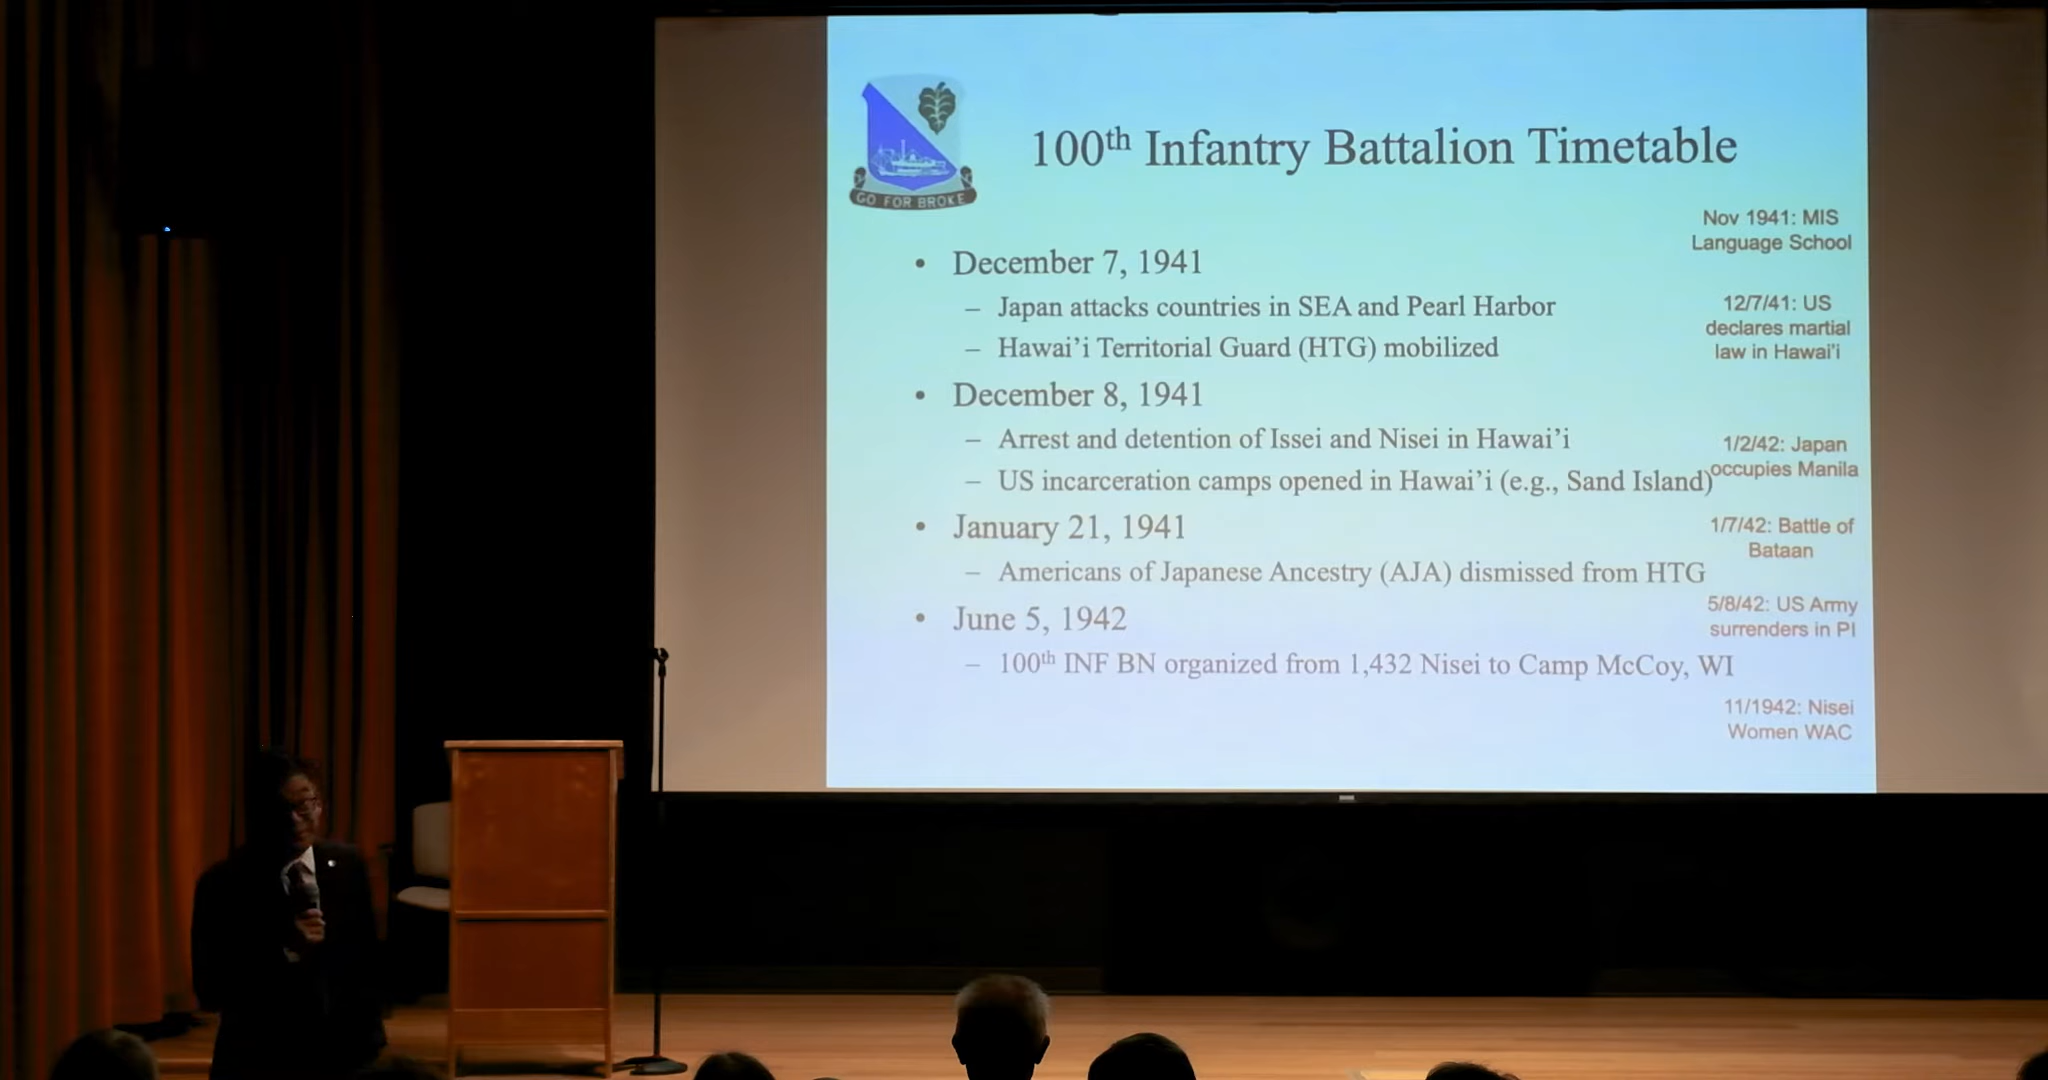 100th Infantry Battalion Timetable
GO FOR BROKE
Nov 1941: MIS
Language School
• December 7, 1941
– Japan attacks countries in SEA and Pearl Harbor
– Hawai’i Territorial Guard (HTG) mobilized
12/7/41: US
declares martial
law in Hawai'i
• December 8, 1941
– Arrest and detention of Issei and Nisei in Hawai’i
– US incarceration camps opened in Hawai’i (e.g., Sand Island)
1/2/42: Japan
occupies Manila
• January 21, 1941
– Americans of Japanese Ancestry (AJA) dismissed from HTG
1/7/42: Battle of
Bataan
• June 5, 1942
– 100th INF BN organized from 1,432 Nisei to Camp McCoy, WI
5/8/42: US Army
surrenders in PI
11/1942: Nisei
Women WAC